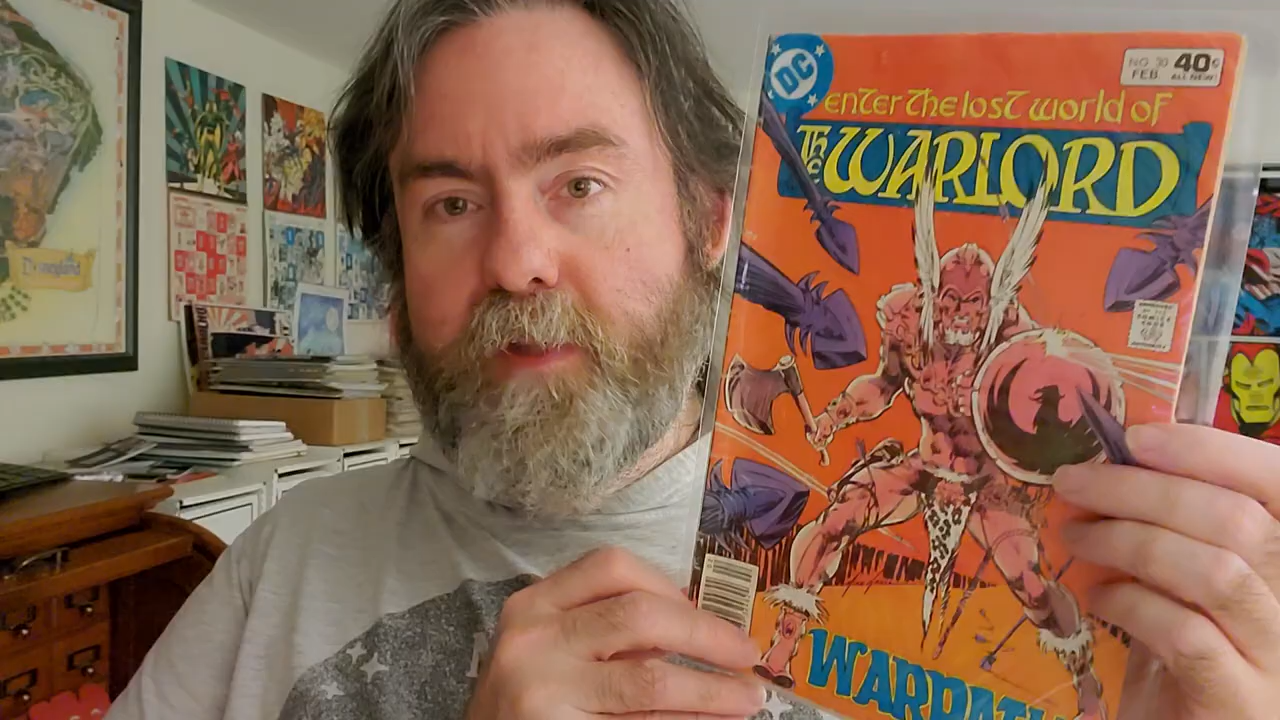 DC
NO. 30 40¢
FEB. ALL NEW!
enter the lost world of
The WARLORD
WARPATH
Disneyland